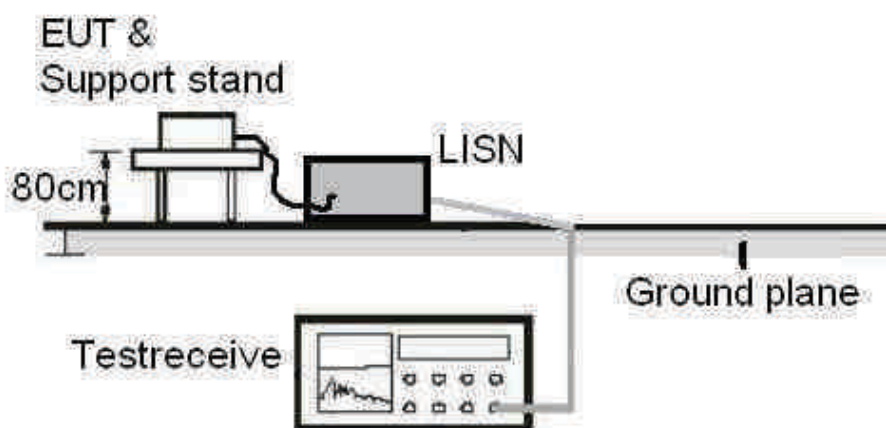 EUT &
Support stand
LISN
80cm
Ground plane
Testreceive